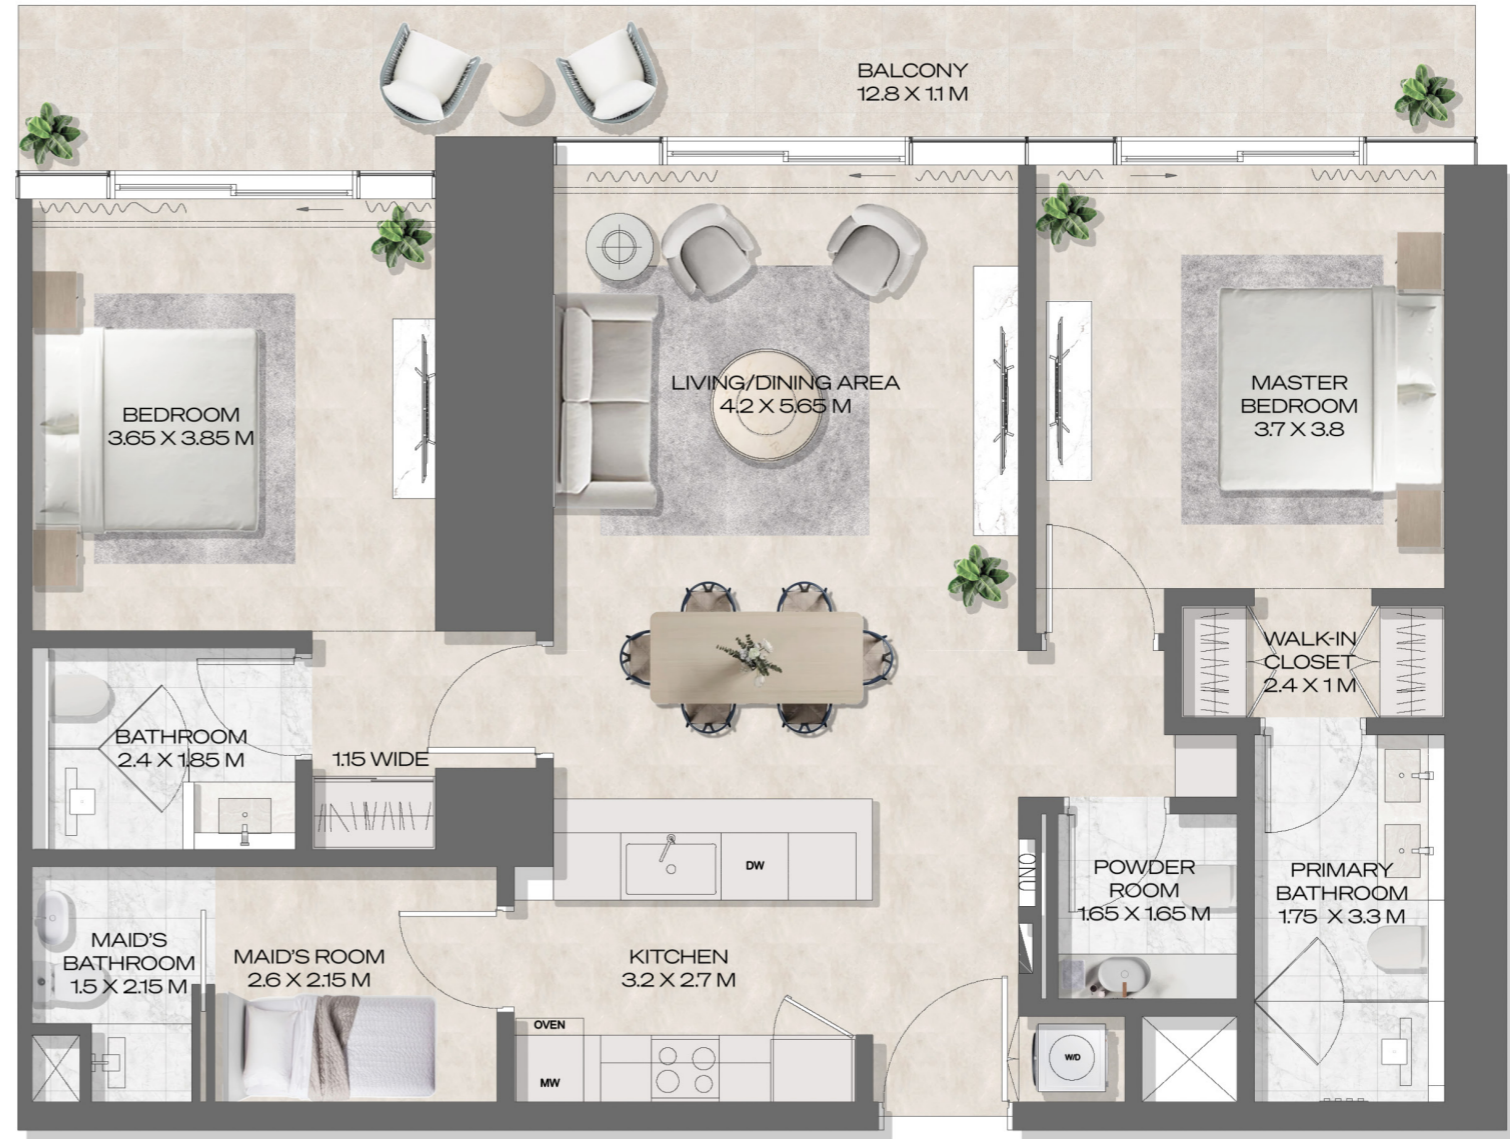 BALCONY
12.8 X 1.1 M
LIVING/DINING AREA
4.2 X 5.65 M
MASTER
BEDROOM
3.7 X 3.8
BEDROOM
3.65 X 3.85 M
WALK-IN
CLOSET
2.4 X 1 M
BATHROOM
2.4 X 1.85 M
1.15 WIDE
DW
ONU
POWDER
ROOM
1.65 X 1.65 M
PRIMARY
BATHROOM
1.75 X 3.3 M
MAID'S
BATHROOM
1.5 X 2.15 M
MAID'S ROOM
2.6 X 2.15 M
KITCHEN
3.2 X 2.7 M
OVEN
MW
W/D